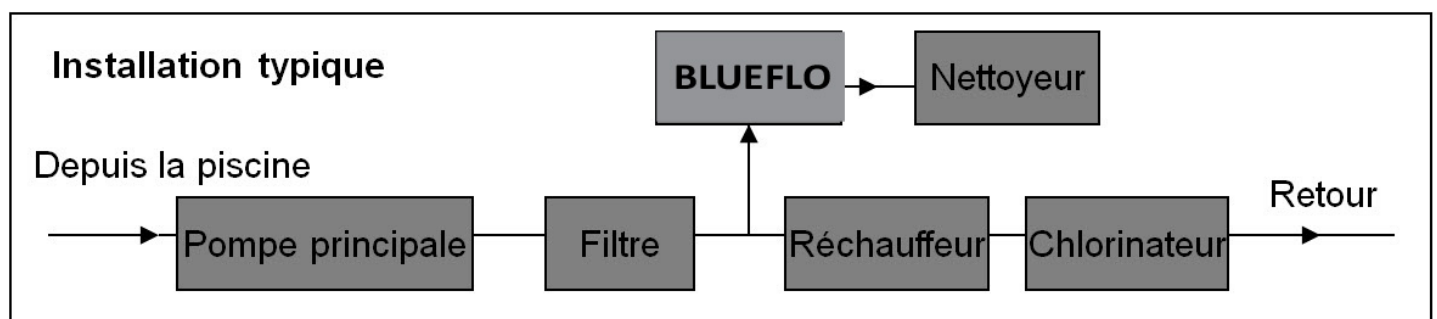 Installation typique
BLUEFLO
Nettoyeur
Depuis la piscine
Retour
Pompe principale
Filtre
Réchauffeur
Chlorinateur